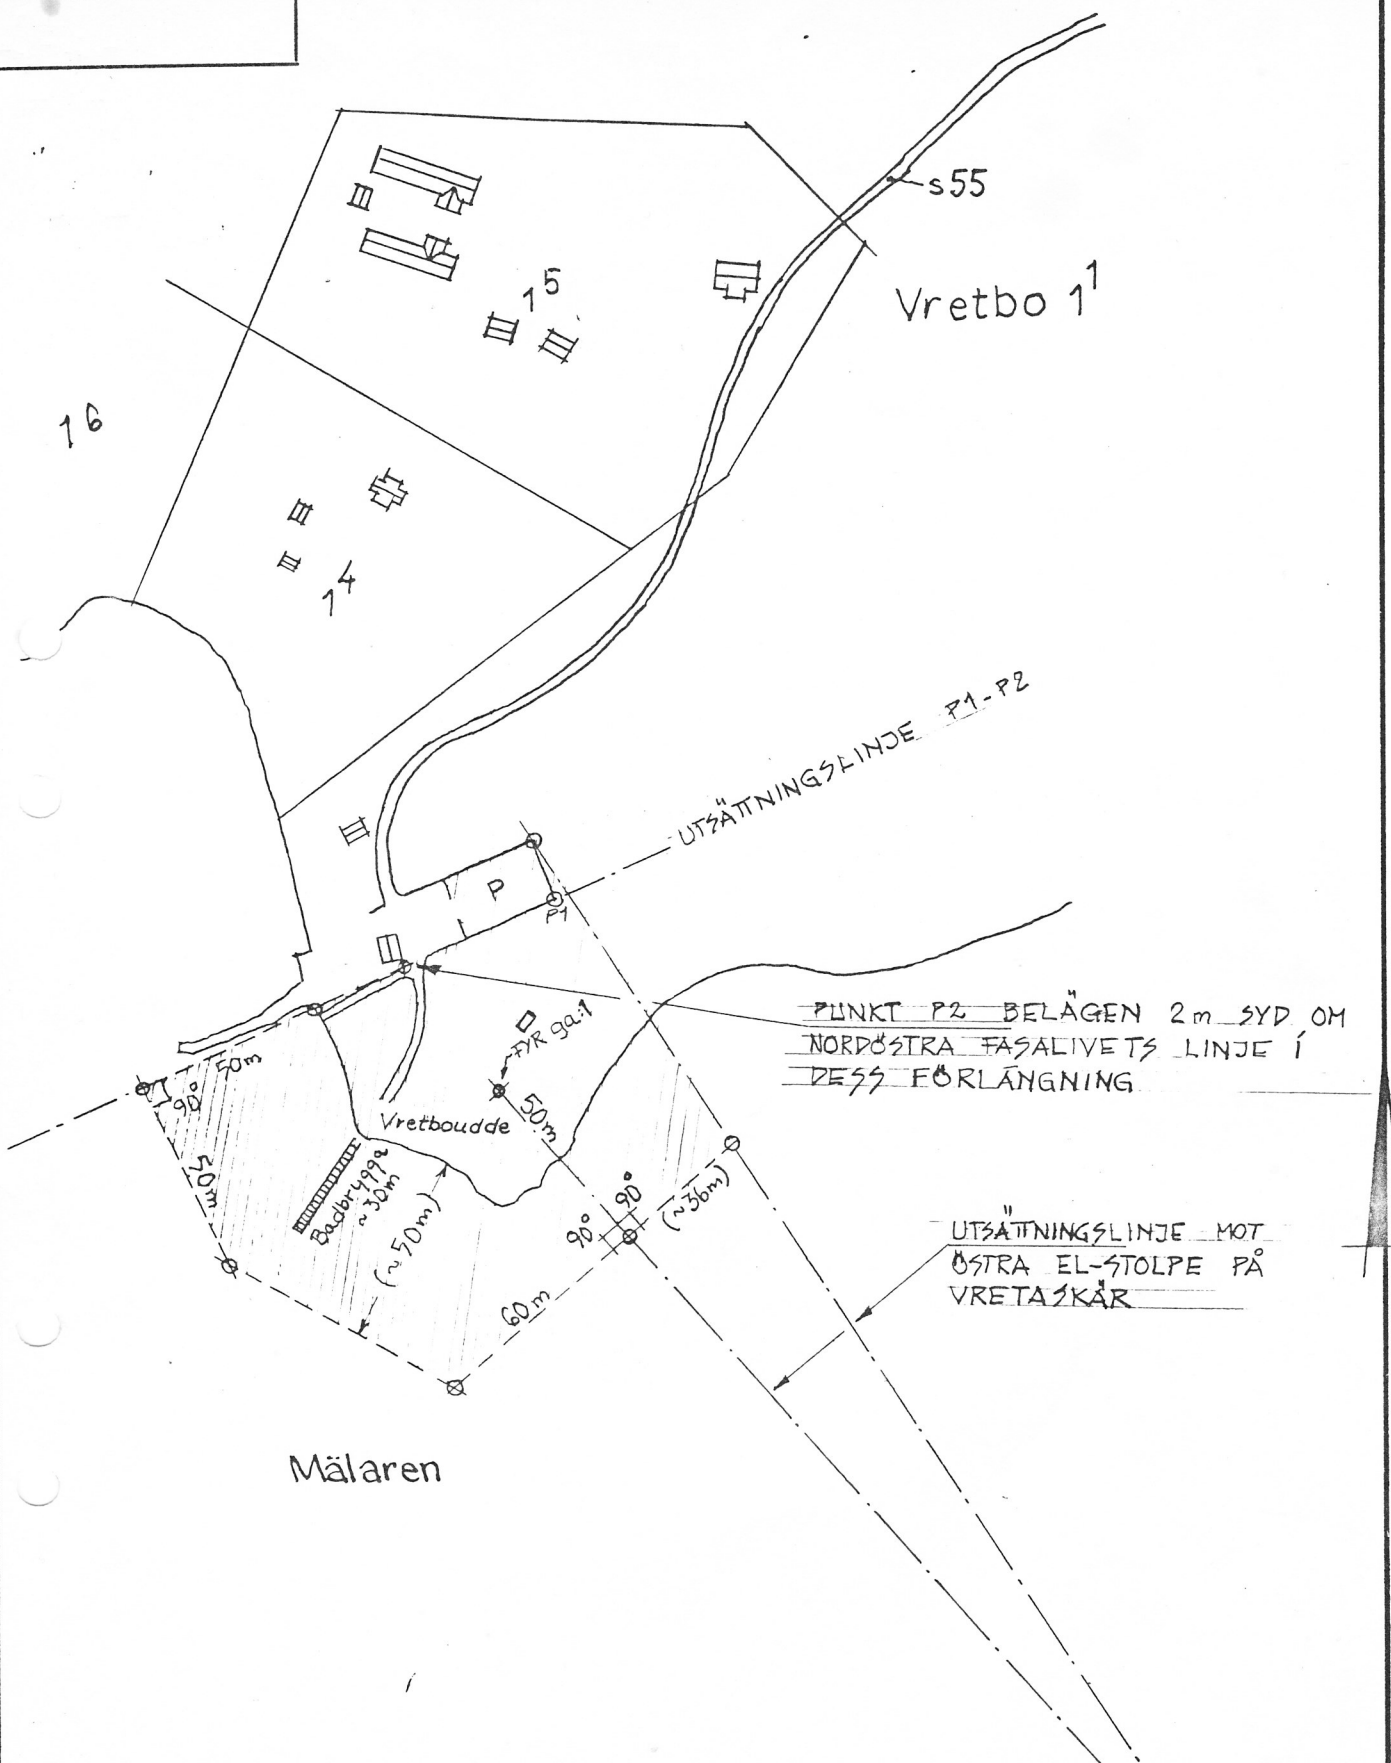 s55
Vretbo 1¹
1⁵
1⁶
1⁴
UTSÄTTNINGSLINJE P1-P2
P
P1
PUNKT P2 BELÄGEN 2m SYD OM
NORDÖSTRA FASALIVETS LINJE I
DESS FÖRLÄNGNING
FYR ga:1
50m
90°
50m
50m
Vretboudde
Badbrygga
~30m
(~50m)
90°
90°
(~36m)
60m
UTSÄTTNINGSLINJE MOT
ÖSTRA EL-STOLPE PÅ
VRETASKÄR
Mälaren